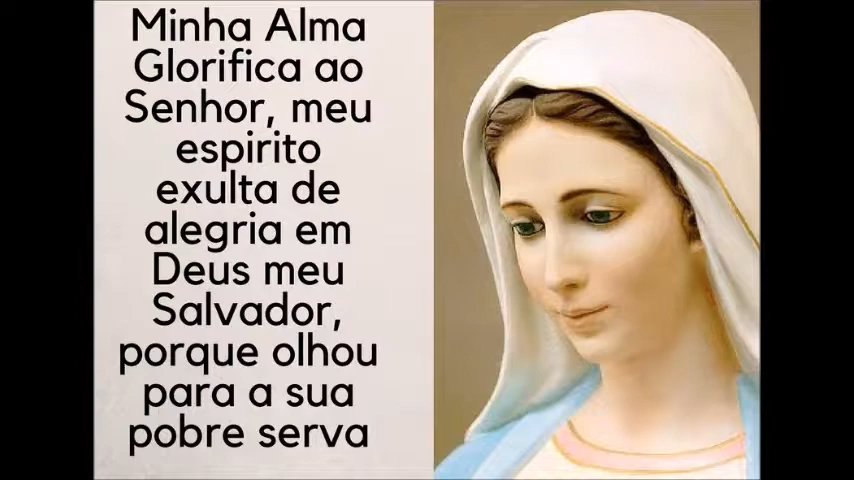 Minha Alma
Glorifica ao
Senhor, meu
espirito
exulta de
alegria em
Deus meu
Salvador,
porque olhou
para a sua
pobre serva